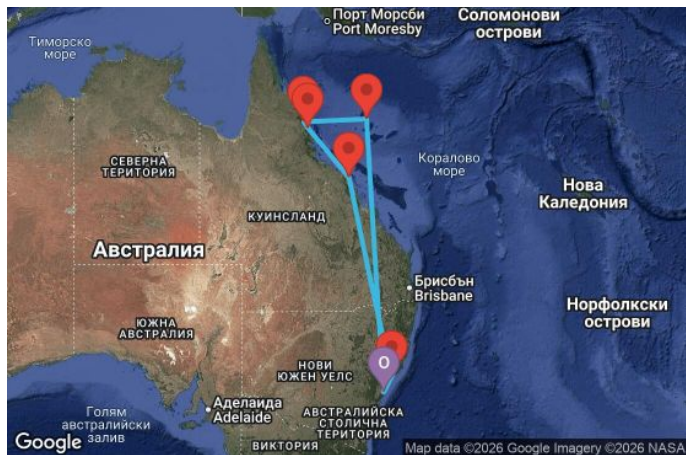 Порт Морсби
Port Moresby
Соломонови
острови
Тиморско
море
СЕВЕРНА
ТЕРИТОРИЯ
Коралово
море
Нова
Каледония
КУИНСЛАНД
Австралия
Брисбън
Brisbane
Норфолкски
острови
ЮЖНА
АВСТРАЛИЯ
НОВИ
ЮЖЕН УЕЛС
O
Аделаида
Adelaide
АВСТРАЛИЙСКА
СТОЛИЧНА
ТЕРИТОРИЯ
Голям
австралийски
залив
ВИКТОРИЯ
Google
Map data ©2026 Google Imagery ©2026 NASA